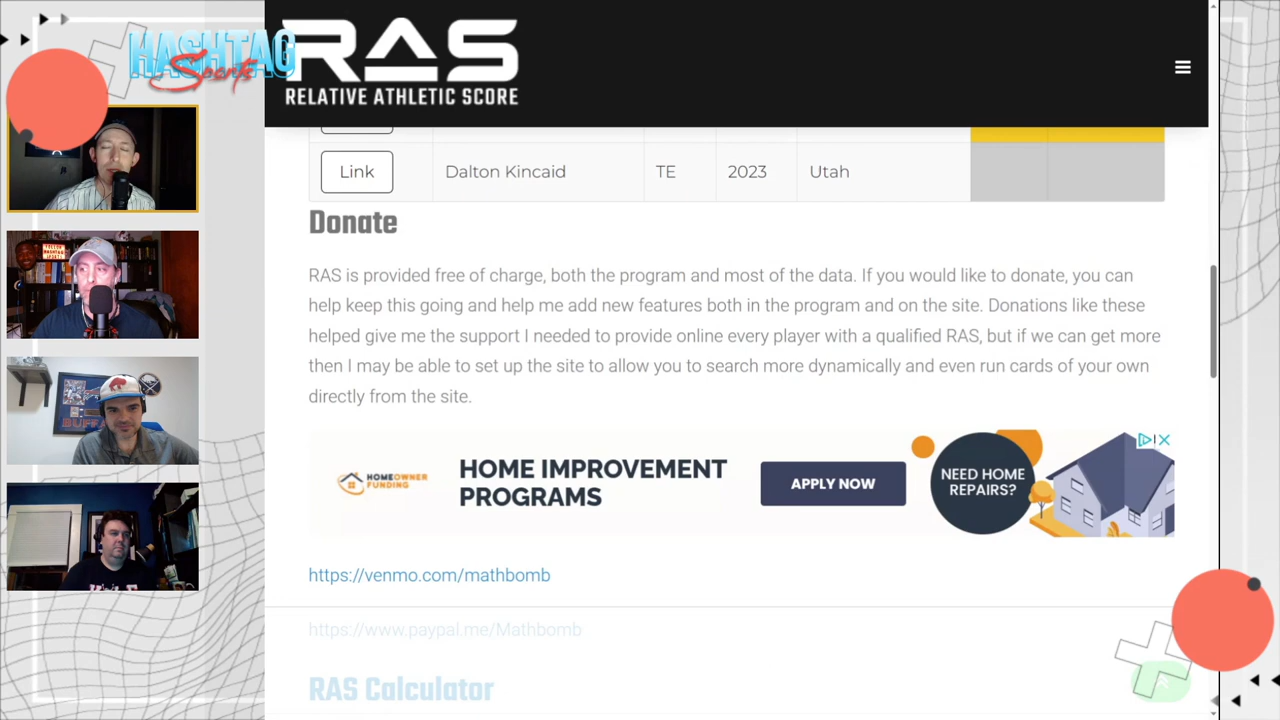 HASHTAG
Sports
RAS
RELATIVE ATHLETIC SCORE
Link
Dalton Kincaid
TE
2023
Utah
Donate
RAS is provided free of charge, both the program and most of the data. If you would like to donate, you can
help keep this going and help me add new features both in the program and on the site. Donations like these
helped give me the support I needed to provide online every player with a qualified RAS, but if we can get more
then I may be able to set up the site to allow you to search more dynamically and even run cards of your own
directly from the site.
HOMEOWNER
FUNDING
HOME IMPROVEMENT
PROGRAMS
APPLY NOW
NEED HOME
REPAIRS?
https://venmo.com/mathbomb
https://www.paypal.me/Mathbomb
RAS Calculator